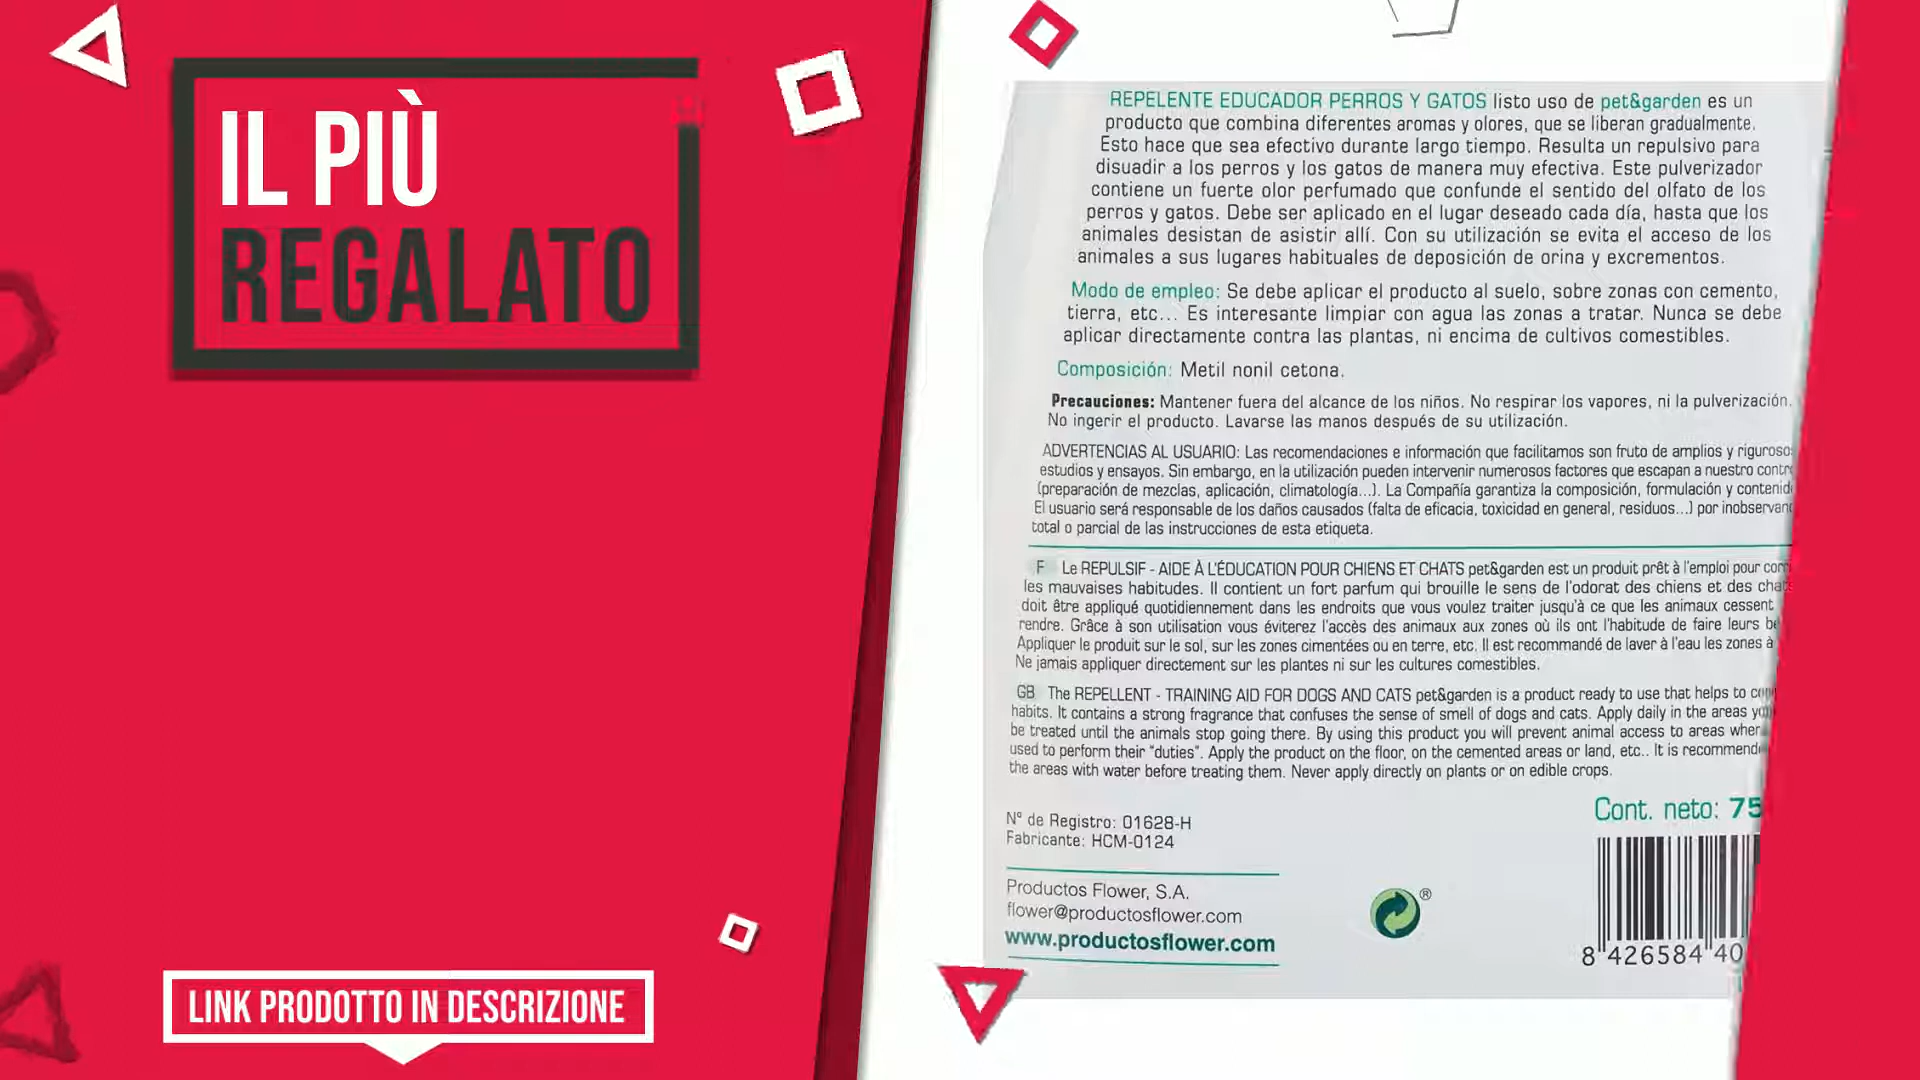 IL PIÙ
REGALATO
LINK PRODOTTO IN DESCRIZIONE
REPELENTE EDUCADOR PERROS Y GATOS listo uso de pet&garden es un
producto que combina diferentes aromas y olores, que se liberan gradualmente.
Esto hace que sea efectivo durante largo tiempo. Resulta un repulsivo para
disuadir a los perros y los gatos de manera muy efectiva. Este pulverizador
contiene un fuerte olor perfumado que confunde el sentido del olfato de los
perros y gatos. Debe ser aplicado en el lugar deseado cada día, hasta que los
animales desistan de asistir allí. Con su utilización se evita el acceso de los
animales a sus lugares habituales de deposición de orina y excrementos.
Modo de empleo: Se debe aplicar el producto al suelo, sobre zonas con cemento,
tierra, etc... Es interesante limpiar con agua las zonas a tratar. Nunca se debe
aplicar directamente contra las plantas, ni encima de cultivos comestibles.
Composición: Metil nonil cetona.
Precauciones: Mantener fuera del alcance de los niños. No respirar los vapores, ni la pulverización.
No ingerir el producto. Lavarse las manos después de su utilización.
ADVERTENCIAS AL USUARIO: Las recomendaciones e información que facilitamos son fruto de amplios y riguroso
estudios y ensayos. Sin embargo, en la utilización pueden intervenir numerosos factores que escapan a nuestro
(preparación de mezclas, aplicación, climatología...). La Compañía garantiza la composición, formulación y
El usuario será responsable de los daños causados (falta de eficacia, toxicidad en general, residuos...) por
total o parcial de las instrucciones de esta etiqueta.
F Le REPULSIF - AIDE À L'ÉDUCATION POUR CHIENS ET CHATS pet&garden est un produit prêt à l'emploi pour
les mauvaises habitudes. Il contient un fort parfum qui brouille le sens de l'odorat des chiens et des
doit être appliqué quotidiennement dans les endroits que vous voulez traiter jusqu'à ce que les animaux cessent
rendre. Grâce à son utilisation vous éviterez l'accès des animaux aux zones où ils ont l'habitude de faire leurs
Appliquer le produit sur le sol, sur les zones cimentées ou en terre, etc. Il est recommandé de laver à l'eau les zones à
Ne jamais appliquer directement sur les plantes ni sur les cultures comestibles.
GB The REPELLENT - TRAINING AID FOR DOGS AND CATS pet&garden is a product ready to use that helps to
habits. It contains a strong fragrance that confuses the sense of smell of dogs and cats. Apply daily in the areas
be treated until the animals stop going there. By using this product you will prevent animal access to areas
used to perform their "duties". Apply the product on the floor, on the cemented areas or land, etc.. It is
the areas with water before treating them. Never apply directly on plants or on edible crops.
Cont. neto: 75
Nº de Registro: 01628-H
Fabricante: HCM-0124
Productos Flower, S.A.
flower@productosflower.com
www.productosflower.com
®
8 426584 40